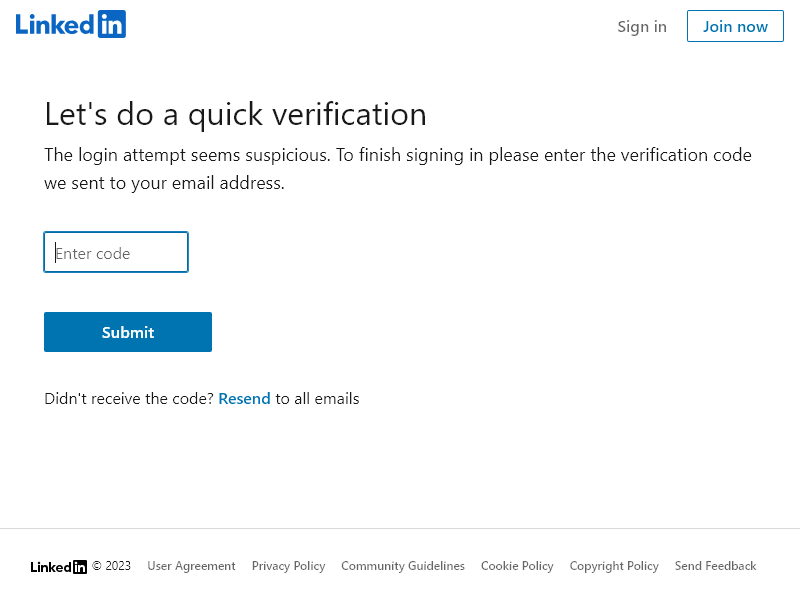 LinkedIn
Sign in
Join now
Let's do a quick verification
The login attempt seems suspicious. To finish signing in please enter the verification code
we sent to your email address.
Enter code
Submit
Didn't receive the code? Resend to all emails
LinkedIn © 2023 User Agreement Privacy Policy Community Guidelines Cookie Policy Copyright Policy Send Feedback